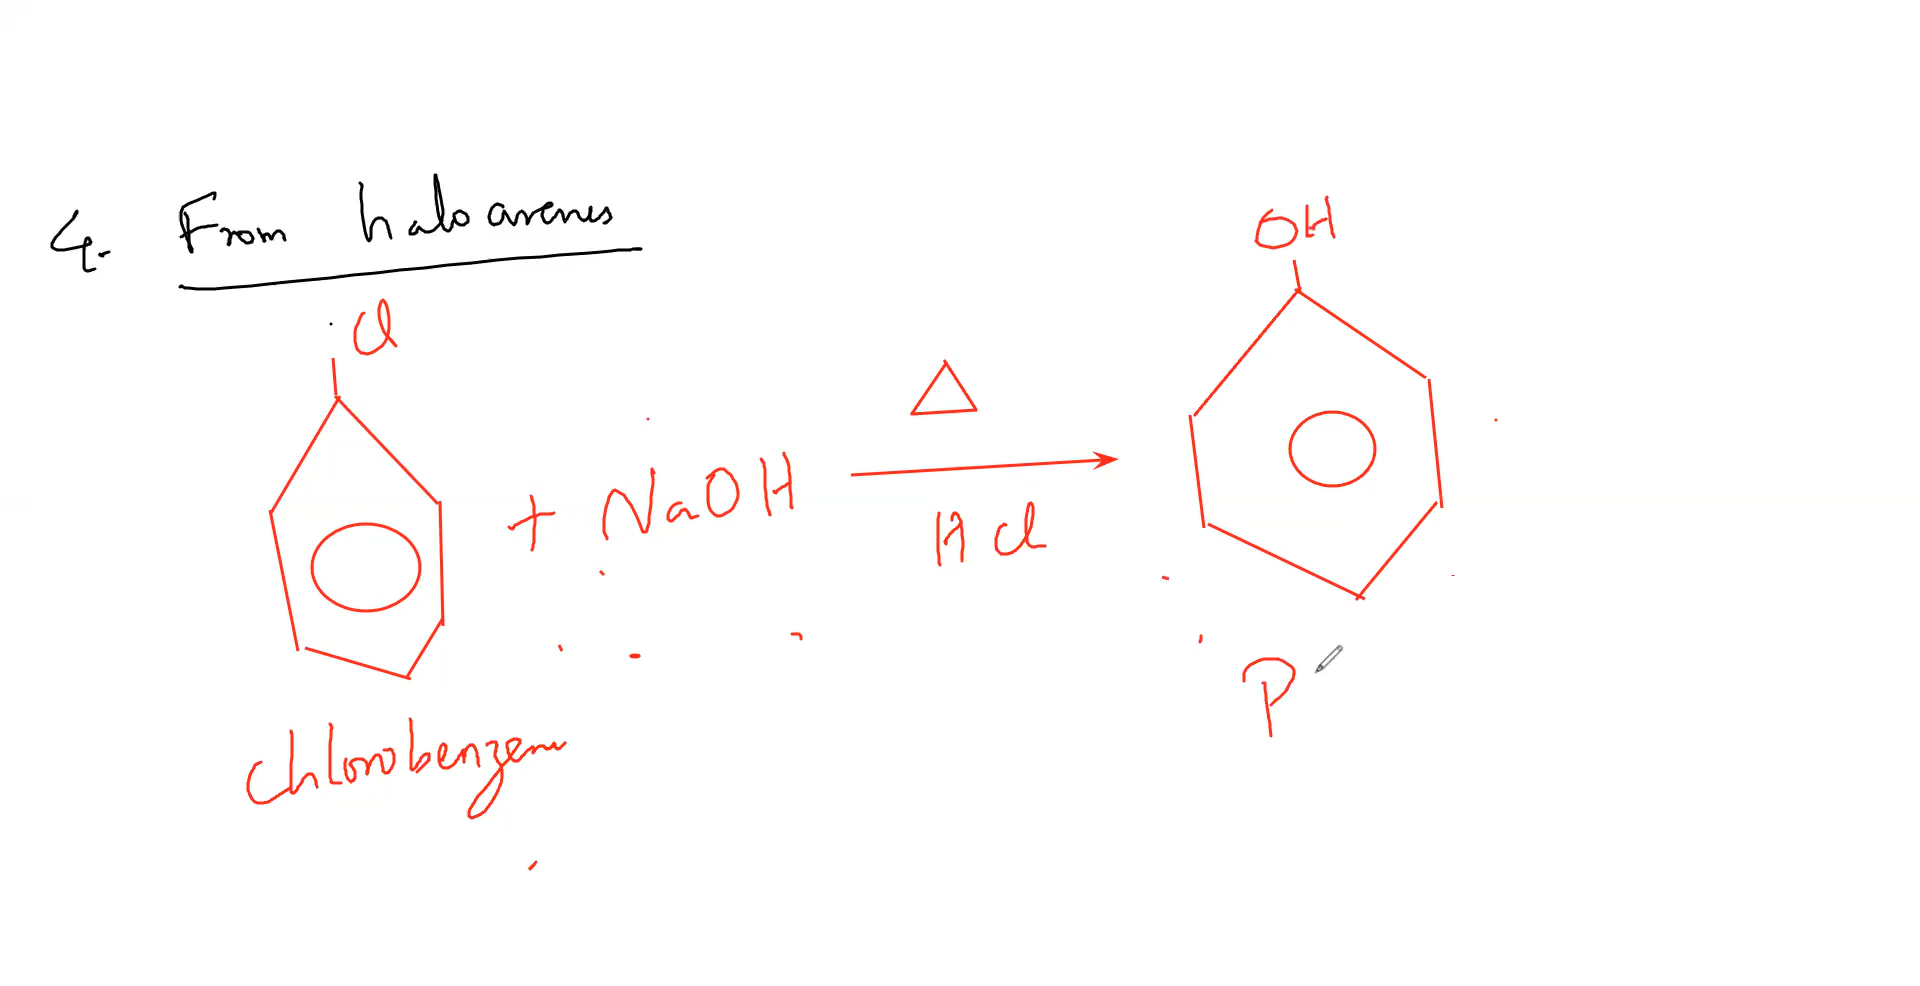 4. From haloarenes
Cl
OH
+ NaOH
△
HCl
chlorobenzene
P